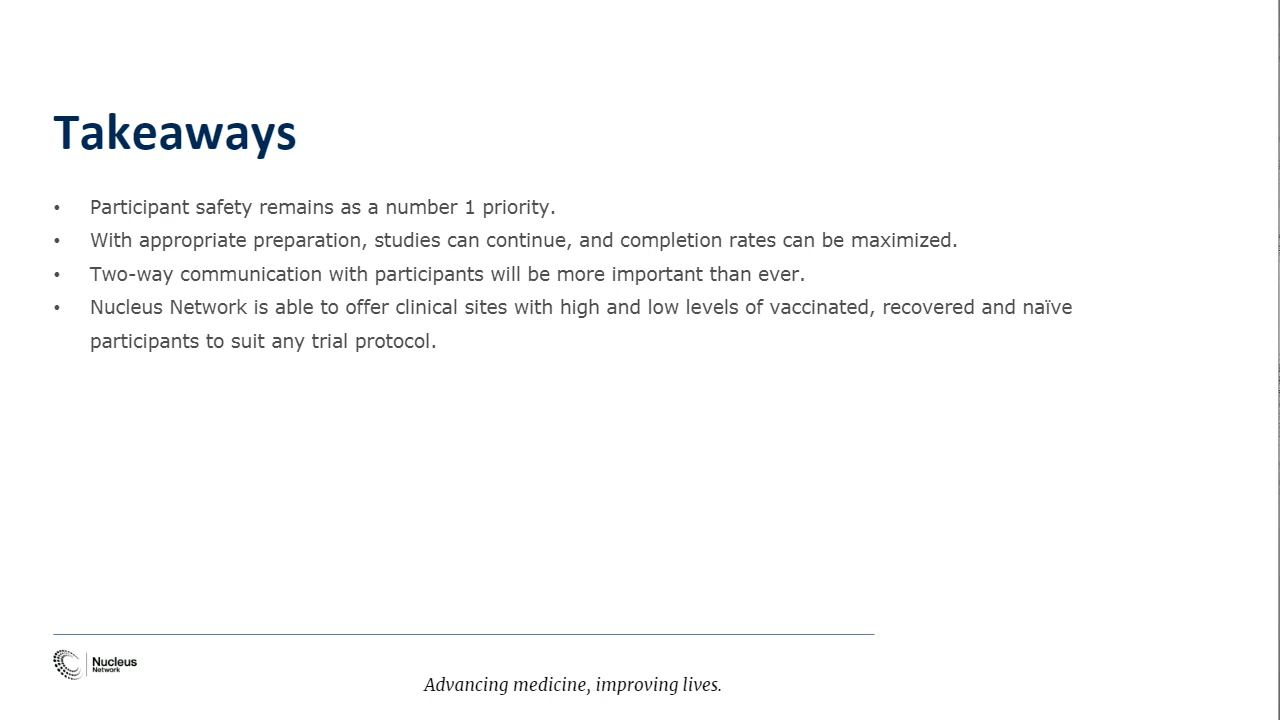 Takeaways
• Participant safety remains as a number 1 priority.
• With appropriate preparation, studies can continue, and completion rates can be maximized.
• Two-way communication with participants will be more important than ever.
• Nucleus Network is able to offer clinical sites with high and low levels of vaccinated, recovered and naïve
participants to suit any trial protocol.
Nucleus
Network
Advancing medicine, improving lives.